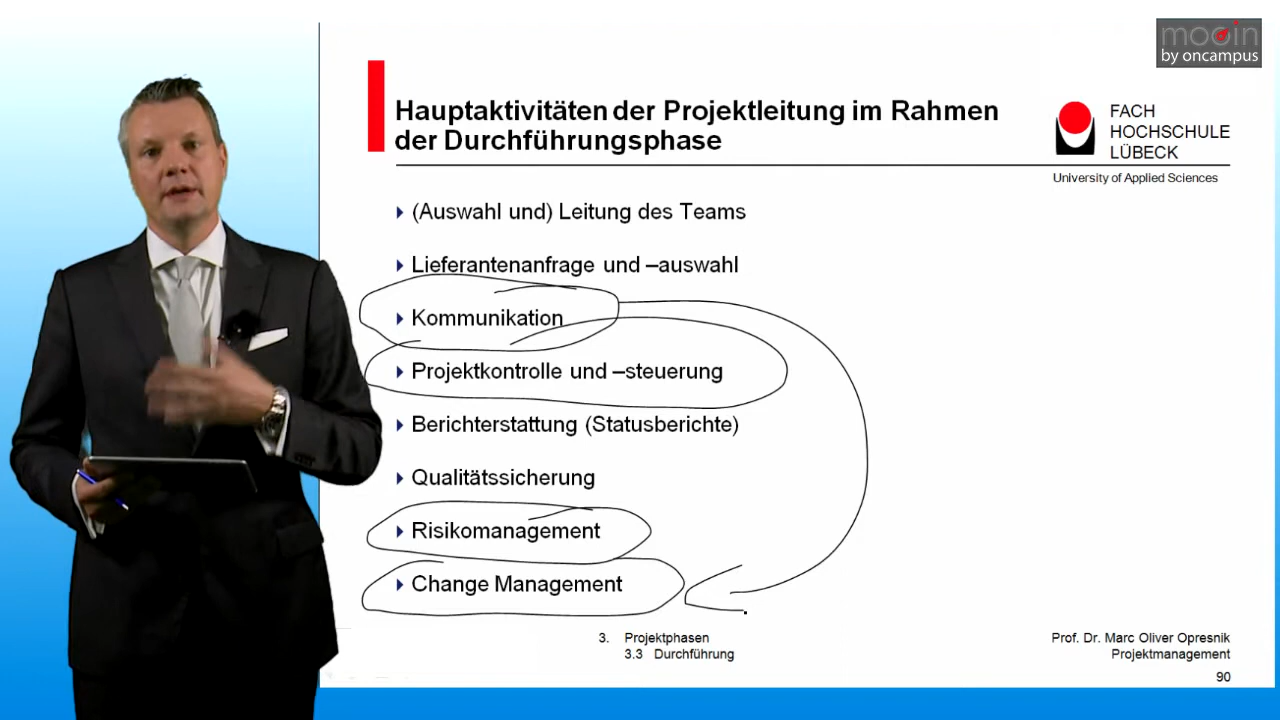 mooin
by oncampus
Hauptaktivitäten der Projektleitung im Rahmen
der Durchführungsphase
FACH
HOCHSCHULE
LÜBECK
University of Applied Sciences
(Auswahl und) Leitung des Teams
Lieferantenanfrage und –auswahl
Kommunikation
Projektkontrolle und –steuerung
Berichterstattung (Statusberichte)
Qualitätssicherung
Risikomanagement
Change Management
3. Projektphasen
3.3 Durchführung
Prof. Dr. Marc Oliver Opresnik
Projektmanagement
90